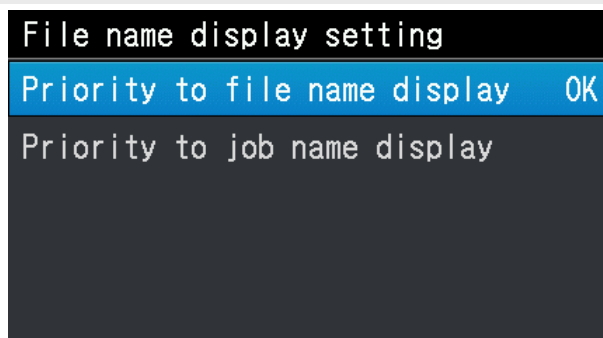 File name display setting
Priority to file name display OK
Priority to job name display